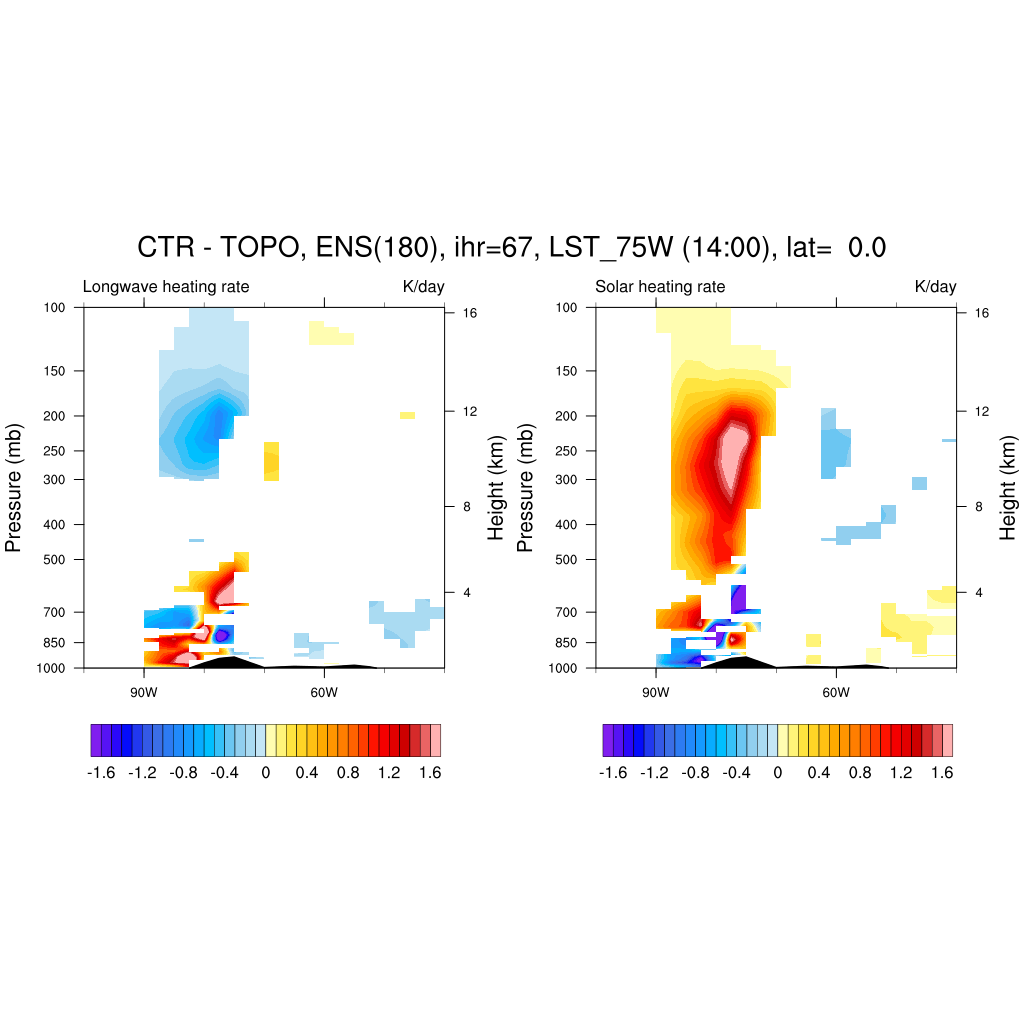 CTR - TOPO, ENS(180), ihr=67, LST_75W (14:00), lat=  0.0
Longwave heating rate K/day
Pressure (mb)
100
150
200
250
300
400
500
700
850
1000
16
12
8
4
Height (km)
90W 60W
-1.6 -1.2 -0.8 -0.4 0 0.4 0.8 1.2 1.6
Solar heating rate K/day
Pressure (mb)
100
150
200
250
300
400
500
700
850
1000
16
12
8
4
Height (km)
90W 60W
-1.6 -1.2 -0.8 -0.4 0 0.4 0.8 1.2 1.6